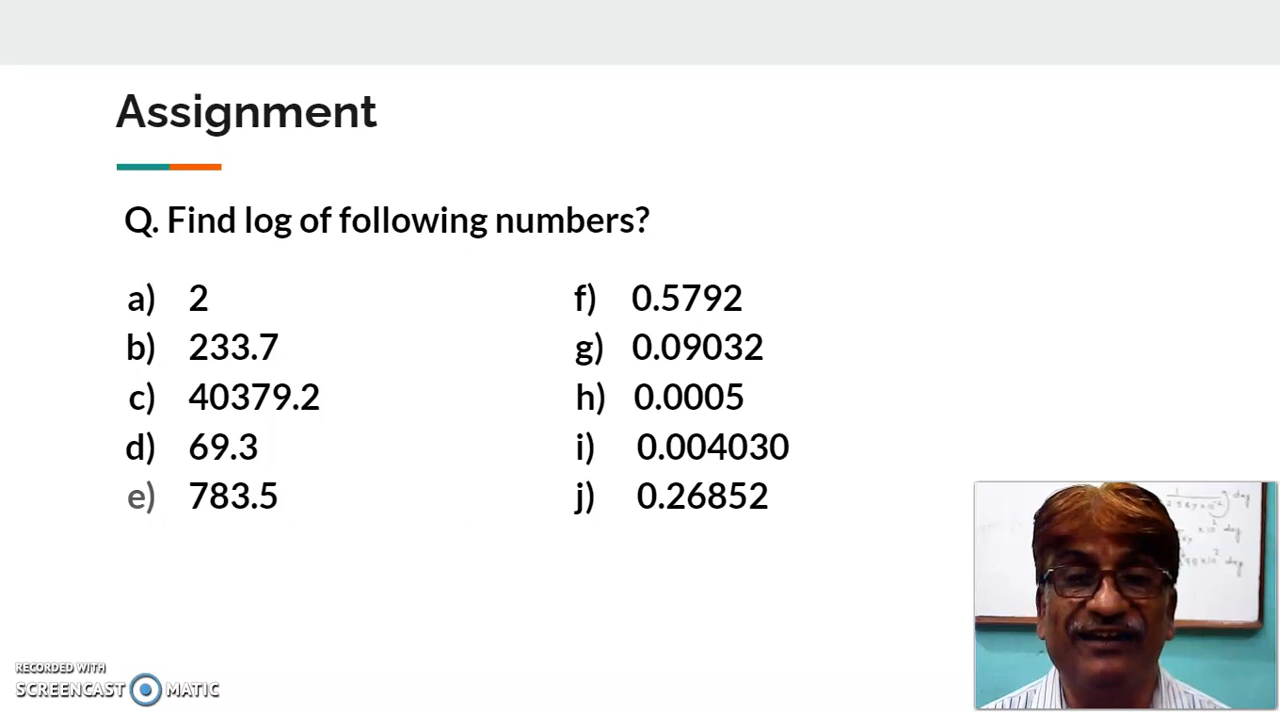 Assignment
Q. Find log of following numbers?
a) 2
b) 233.7
c) 40379.2
d) 69.3
e) 783.5
f) 0.5792
g) 0.09032
h) 0.0005
i) 0.004030
j) 0.26852
RECORDED WITH
SCREENCAST MATIC